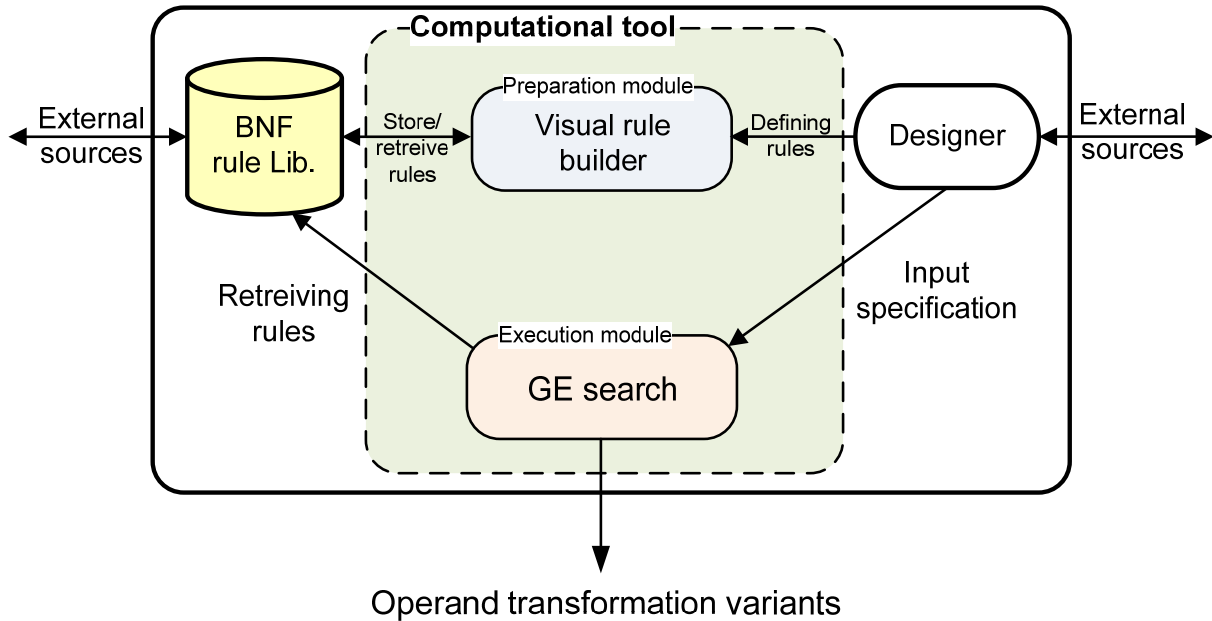 Computational tool
External
sources
BNF
rule Lib.
Store/
retreive
rules
Preparation module
Visual rule
builder
Defining
rules
Designer
External
sources
Retreiving
rules
Input
specification
Execution module
GE search
Operand transformation variants